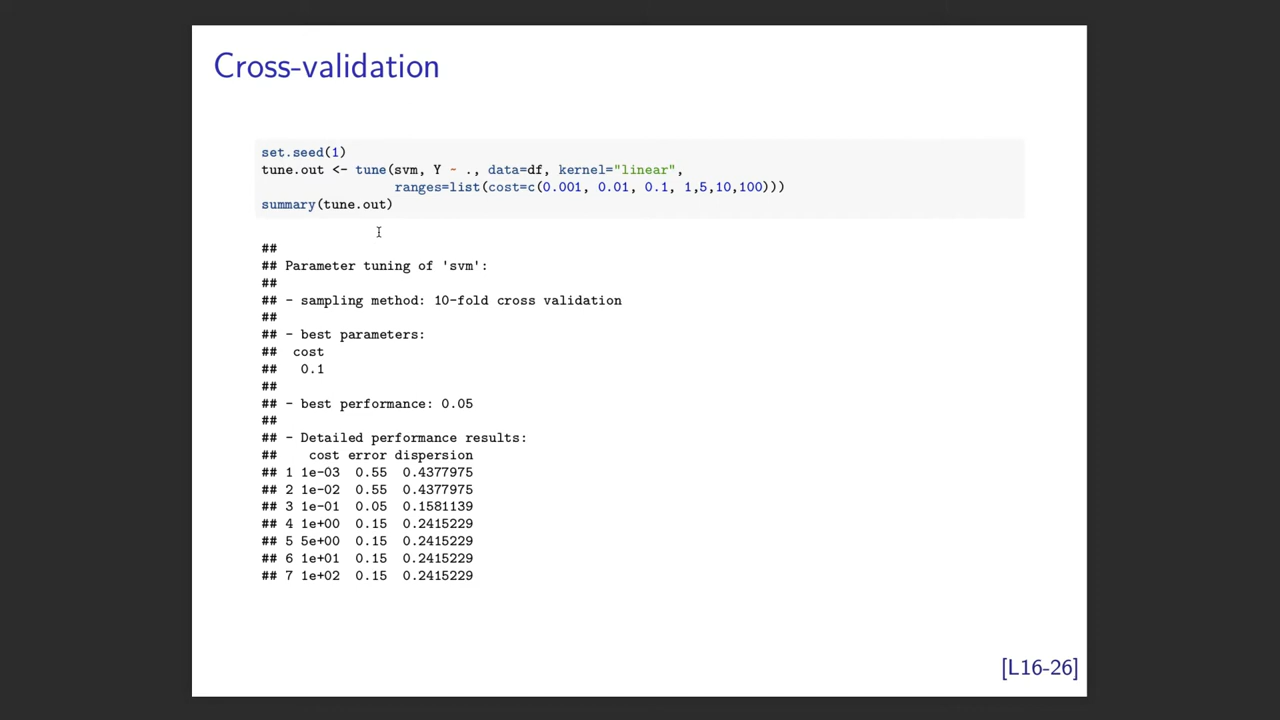 Cross-validation
set.seed(1)
tune.out <- tune(svm, Y ~ ., data=df, kernel="linear",
ranges=list(cost=c(0.001, 0.01, 0.1, 1,5,10,100)))
summary(tune.out)
##
## Parameter tuning of 'svm':
##
## - sampling method: 10-fold cross validation
##
## - best parameters:
## cost
## 0.1
##
## - best performance: 0.05
##
## - Detailed performance results:
## cost error dispersion
## 1 1e-03 0.55 0.4377975
## 2 1e-02 0.55 0.4377975
## 3 1e-01 0.05 0.1581139
## 4 1e+00 0.15 0.2415229
## 5 5e+00 0.15 0.2415229
## 6 1e+01 0.15 0.2415229
## 7 1e+02 0.15 0.2415229
[L16-26]